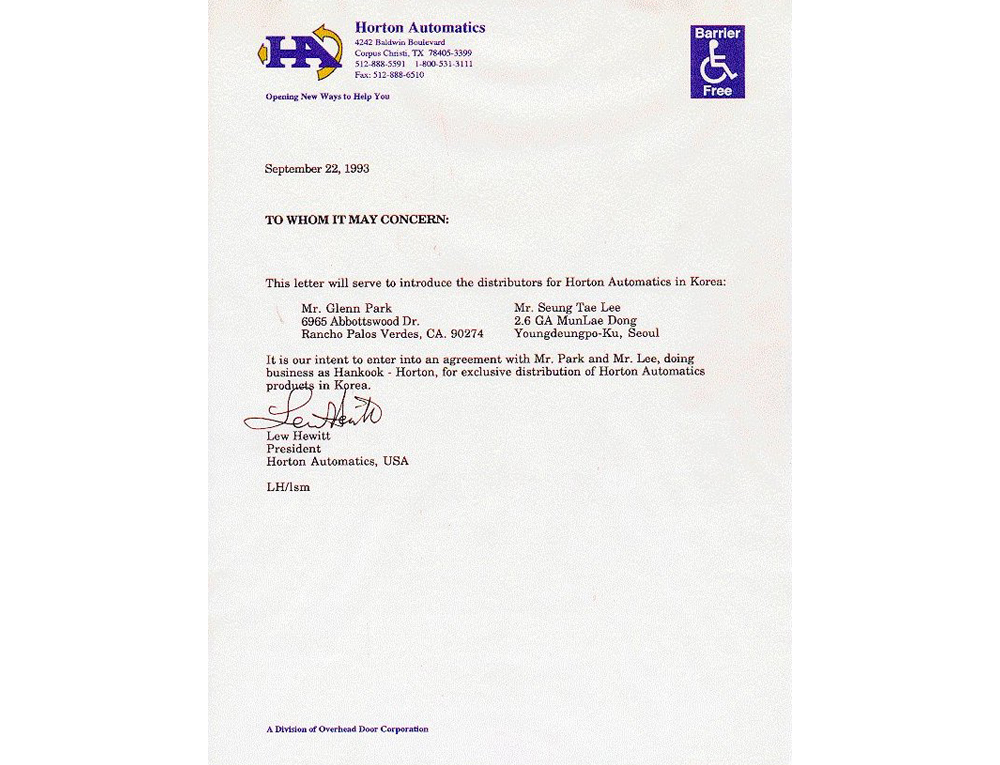 HA
Horton Automatics
4242 Baldwin Boulevard
Corpus Christi, TX 78405-3399
512-888-5591 1-800-531-3111
Fax: 512-888-6510
Opening New Ways to Help You
Barrier
Free
September 22, 1993
TO WHOM IT MAY CONCERN:
This letter will serve to introduce the distributors for Horton Automatics in Korea:
Mr. Glenn Park
6965 Abbottswood Dr.
Rancho Palos Verdes, CA. 90274
Mr. Seung Tae Lee
2.6 GA MunLae Dong
Youngdeungpo-Ku, Seoul
It is our intent to enter into an agreement with Mr. Park and Mr. Lee, doing
business as Hankook - Horton, for exclusive distribution of Horton Automatics
products in Korea.
Lew Hewitt
Lew Hewitt
President
Horton Automatics, USA
LH/lsm
A Division of Overhead Door Corporation